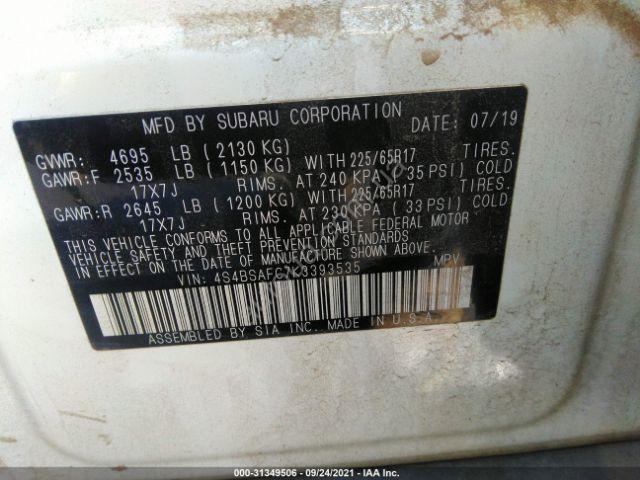 MFD BY SUBARU CORPORATION DATE: 07/19
GVWR: 4695 LB ( 2130 KG)
GAWR:F 2535 LB ( 1150 KG) WITH 225/65R17 TIRES.
17X7J RIMS. AT 240 KPA ( 35 PSI) COLD
GAWR:R 2645 LB ( 1200 KG) WITH 225/65R17 TIRES.
17X7J RIMS. AT 230 KPA ( 33 PSI) COLD
THIS VEHICLE CONFORMS TO ALL APPLICABLE FEDERAL MOTOR
VEHICLE SAFETY AND THEFT PREVENTION STANDARDS
IN EFFECT ON THE DATE OF MANUFACTURE SHOWN ABOVE.
VIN: 4S4BSAFC7K3393535 MPV
ASSEMBLED BY SIA INC. MADE IN U.S.A.
000-31349506 - 09/24/2021 - IAA Inc.